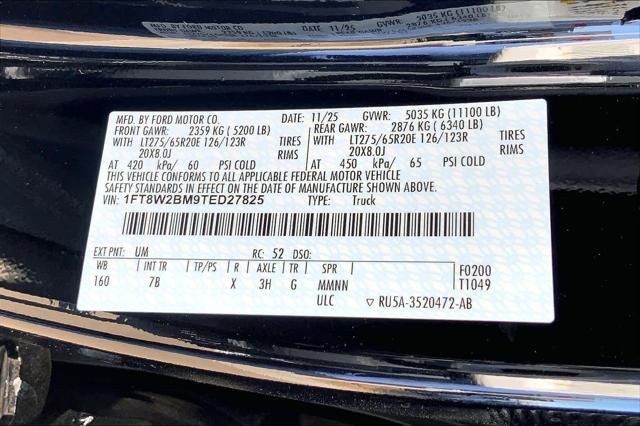 MFD. BY FORD MOTOR CO. DATE: 11/25 GVWR: 5035 KG (11100 LB)
FRONT GAWR: 2359 KG ( 5200 LB) REAR GAWR: 2876 KG ( 6340 LB)
WITH LT275/65R20E 126/123R TIRES WITH LT275/65R20E 126/123R TIRES
20X8.0J RIMS 20X8.0J RIMS
AT 420 kPa/ 60 PSI COLD AT 450 kPa/ 65 PSI COLD
THIS VEHICLE CONFORMS TO ALL APPLICABLE FEDERAL MOTOR VEHICLE
SAFETY STANDARDS IN EFFECT ON THE DATE OF MANUFACTURE SHOWN ABOVE.
VIN: 1FT8W2BM9TED27825 TYPE: Truck
EXT PNT: UM RC: 52 DSO:
WB INT TR TP/PS R AXLE TR SPR F0200
160 7B X 3H G MMNN T1049
ULC ▽ RU5A-3520472-AB